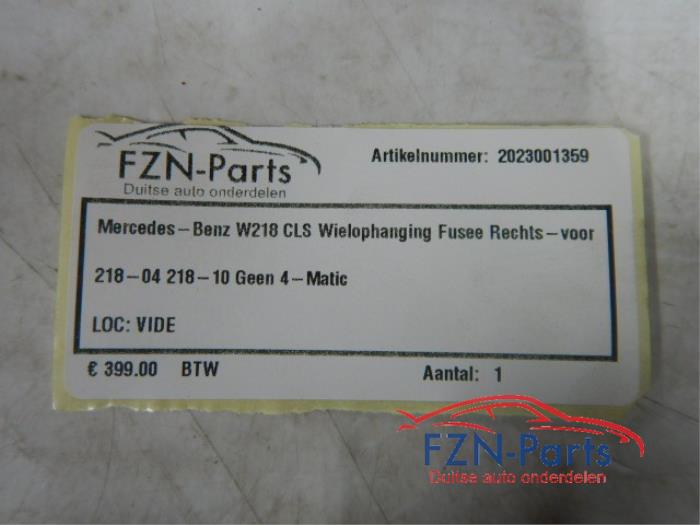 FZN-Parts
Duitse auto onderdelen
Artikelnummer: 2023001359
Mercedes-Benz W218 CLS Wielophanging Fusee Rechts-voor
218-04 218-10 Geen 4-Matic
LOC: VIDE
€ 399.00 BTW
Aantal: 1
FZN-Parts
Duitse auto onderdelen